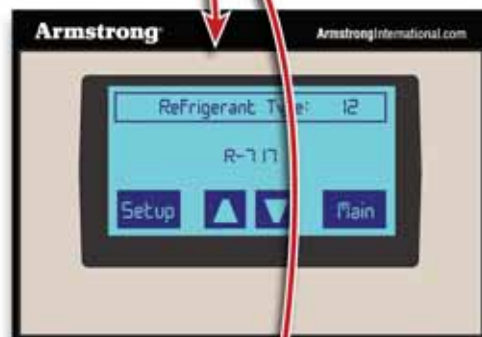 Armstrong ArmstrongInternational.com
Refrigerant Type: 12
R-717
Setup Main